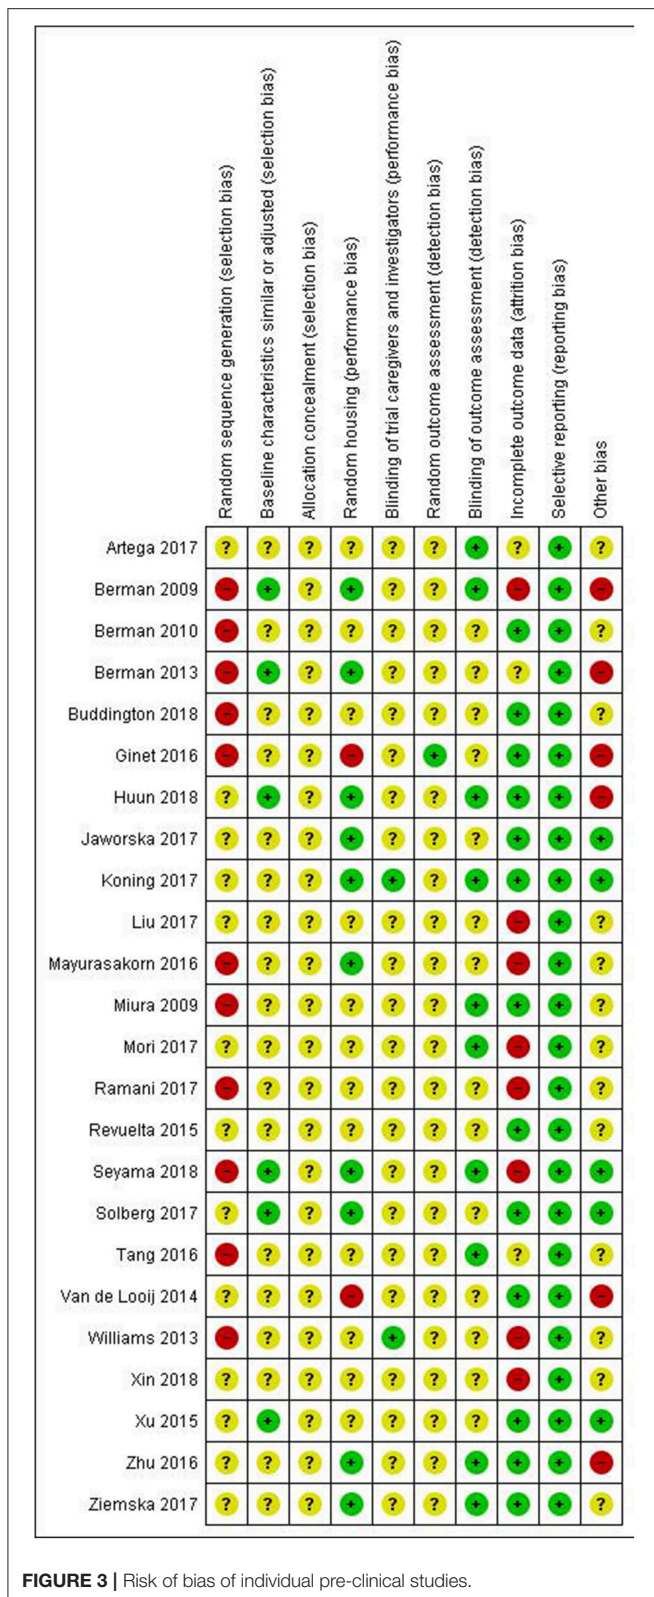 Random sequence generation (selection bias)
Baseline characteristics similar or adjusted (selection bias)
Allocation concealment (selection bias)
Random housing (performance bias)
Blinding of trial caregivers and investigators (performance bias)
Random outcome assessment (detection bias)
Blinding of outcome assessment (detection bias)
Incomplete outcome data (attrition bias)
Selective reporting (reporting bias)
Other bias
Artega 2017 ? ? ? ? ? ? + ? + ?
Berman 2009 - + ? + ? ? + - + -
Berman 2010 - ? ? ? ? ? ? + + ?
Berman 2013 - + ? + ? ? ? ? + -
Buddington 2018 - ? ? ? ? ? ? + + ?
Ginet 2016 - ? ? - ? + ? + + -
Huun 2018 ? + ? + ? ? + + + -
Jaworska 2017 ? ? ? + ? ? ? + + +
Koning 2017 ? ? ? + + ? + + + +
Liu 2017 ? ? ? ? ? ? ? - + ?
Mayurasakorn 2016 - ? ? + ? ? ? - + ?
Miura 2009 - ? ? ? ? ? + + + ?
Mori 2017 ? ? ? ? ? ? + - + ?
Ramani 2017 - ? ? ? ? ? ? - + ?
Revuelta 2015 ? ? ? ? ? ? ? + + ?
Seyama 2018 - + ? + ? ? + - + +
Solberg 2017 ? + ? + ? ? ? + + +
Tang 2016 - ? ? ? ? ? + ? + ?
Van de Looij 2014 ? ? ? - ? ? ? + + -
Williams 2013 - ? ? ? + ? ? - + ?
Xin 2018 ? ? ? ? ? ? ? - + ?
Xu 2015 ? + ? ? ? ? ? + + +
Zhu 2016 ? ? ? + ? ? + + + -
Ziemska 2017 ? ? ? + ? ? + + + ?
FIGURE 3 | Risk of bias of individual pre-clinical studies.